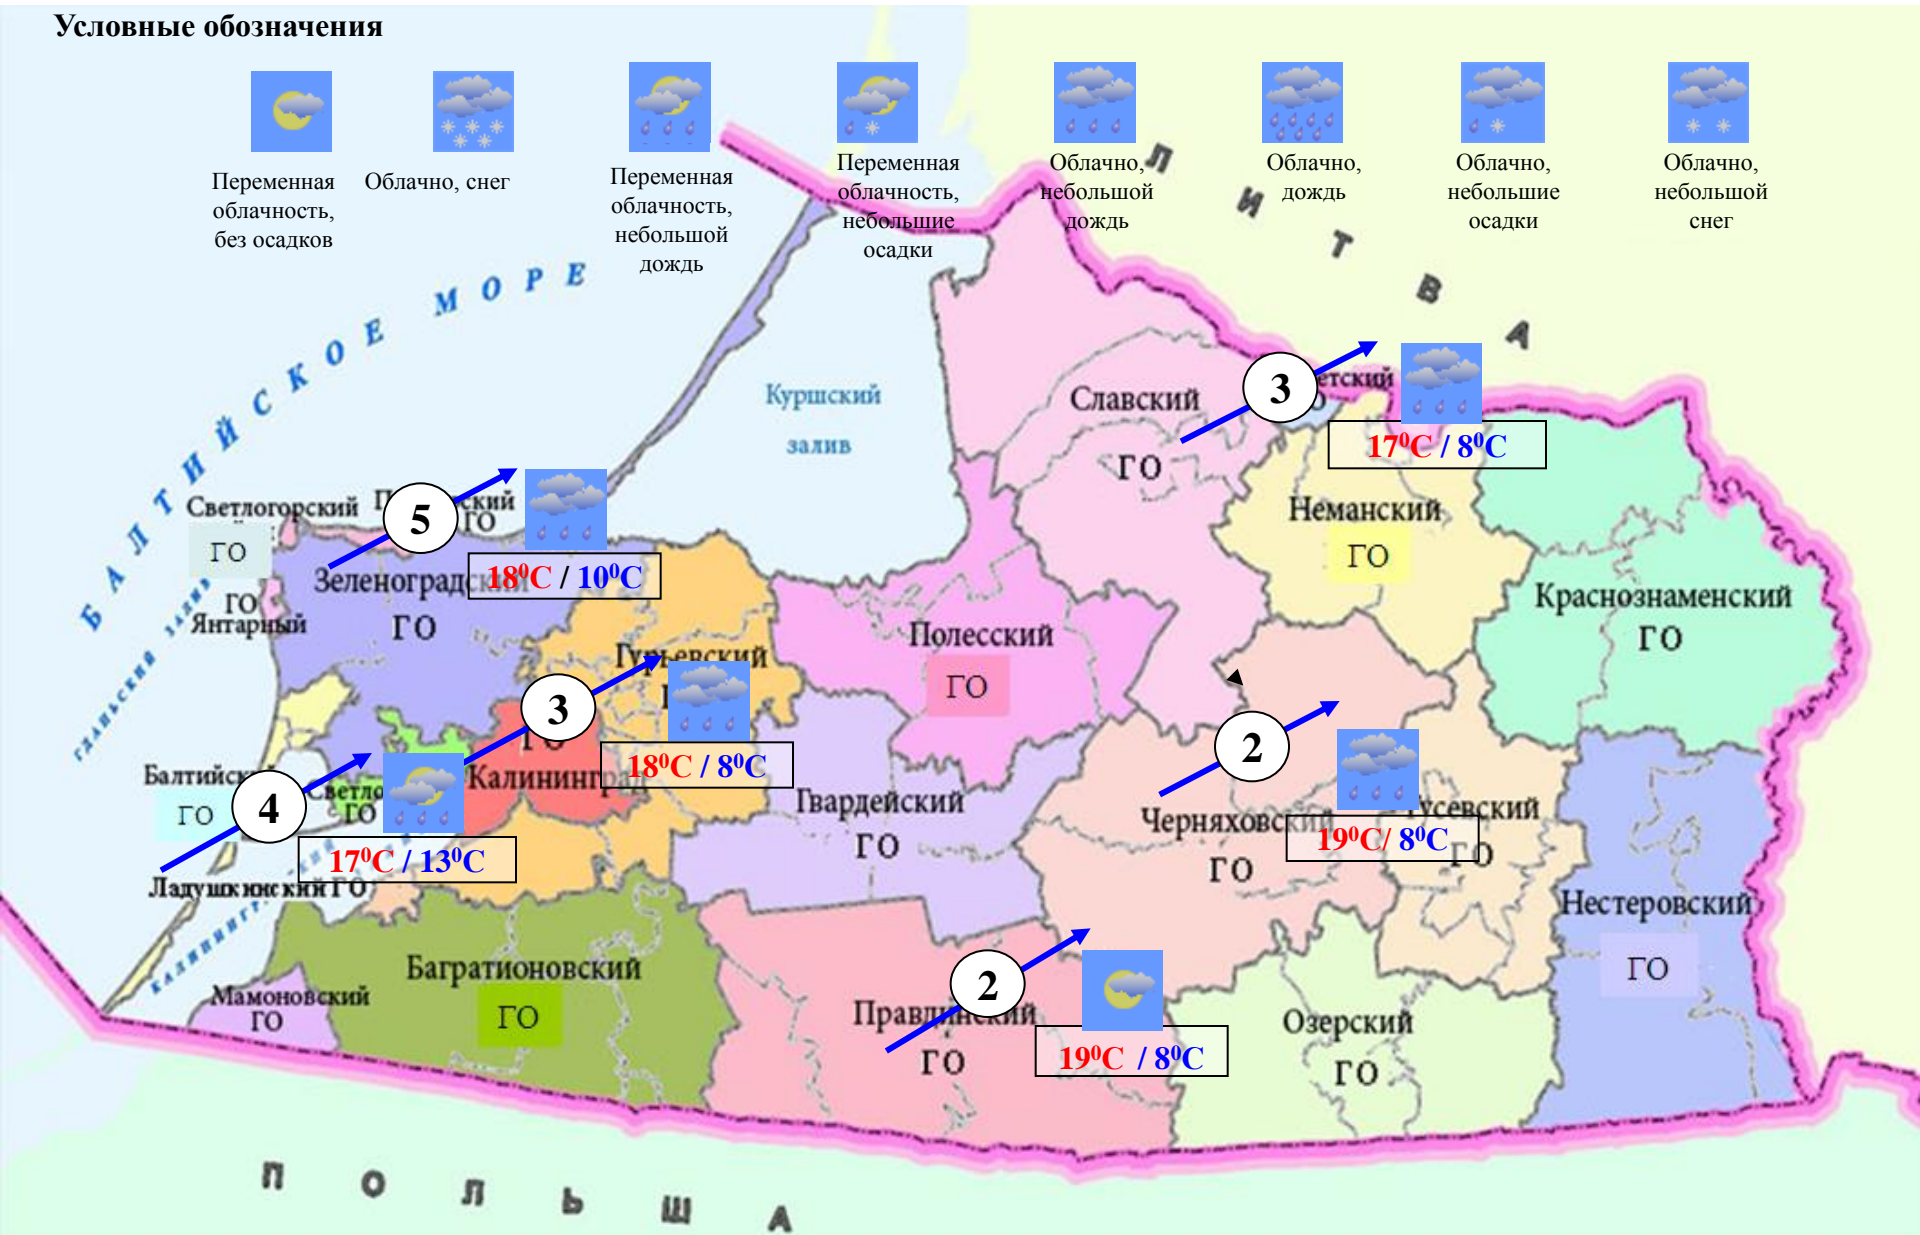 Условные обозначения
Переменная
облачность,
без осадков
Облачно, снег
Переменная
облачность,
небольшой
дождь
Переменная
облачность,
небольшие
осадки
Облачно,
небольшой
дождь
Облачно,
дождь
Облачно,
небольшие
осадки
Облачно,
небольшой
снег
ЛИТВА
БАЛТИЙСКОЕ МОРЕ
Куршский
залив
Славский
ГО
3
17⁰С / 8⁰С
Неманский
ГО
Краснознаменский
ГО
Светлогорский
ГО
ГО
5
18⁰С / 10⁰С
Зеленоградский
ГО
ГО
Янтарный
Гурьевский
3
18⁰С / 8⁰С
Полесский
ГО
ГО
Калининград
Балтийский
ГО
4
ГО
17⁰С / 13⁰С
Ладушкинский ГО
Гвардейский
ГО
2
Черняховский
ГО
19⁰С/ 8⁰С
Гусевский
ГО
Нестеровский
ГО
Багратионовский
ГО
Мамоновский
ГО
2
Правдинский
ГО
19⁰С / 8⁰С
Озерский
ГО
ПОЛЬША